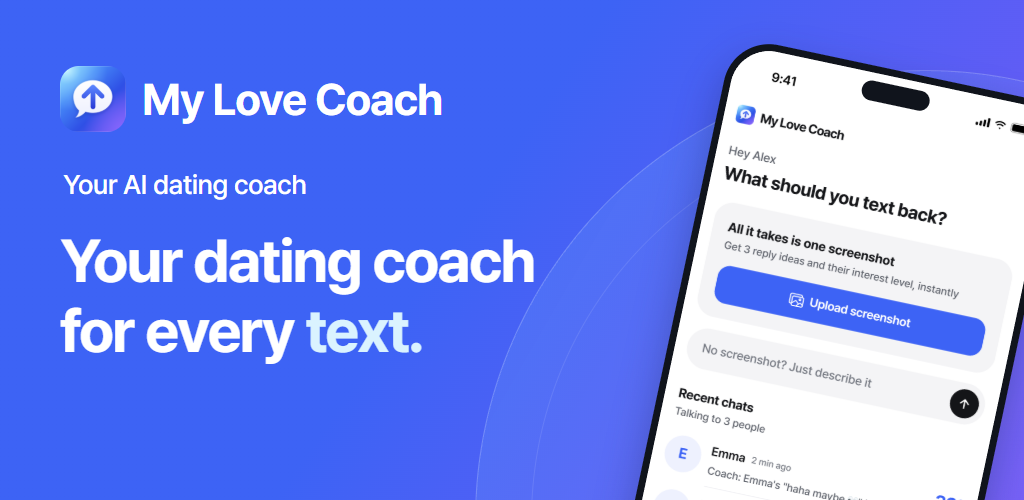 My Love Coach
Your AI dating coach
Your dating coach
for every text.
9:41
My Love Coach
Hey Alex
What should you text back?
All it takes is one screenshot
Get 3 reply ideas and their interest level, instantly
Upload screenshot
No screenshot? Just describe it
Recent chats
Talking to 3 people
E
Emma 2 min ago
Coach: Emma's "haha maybe